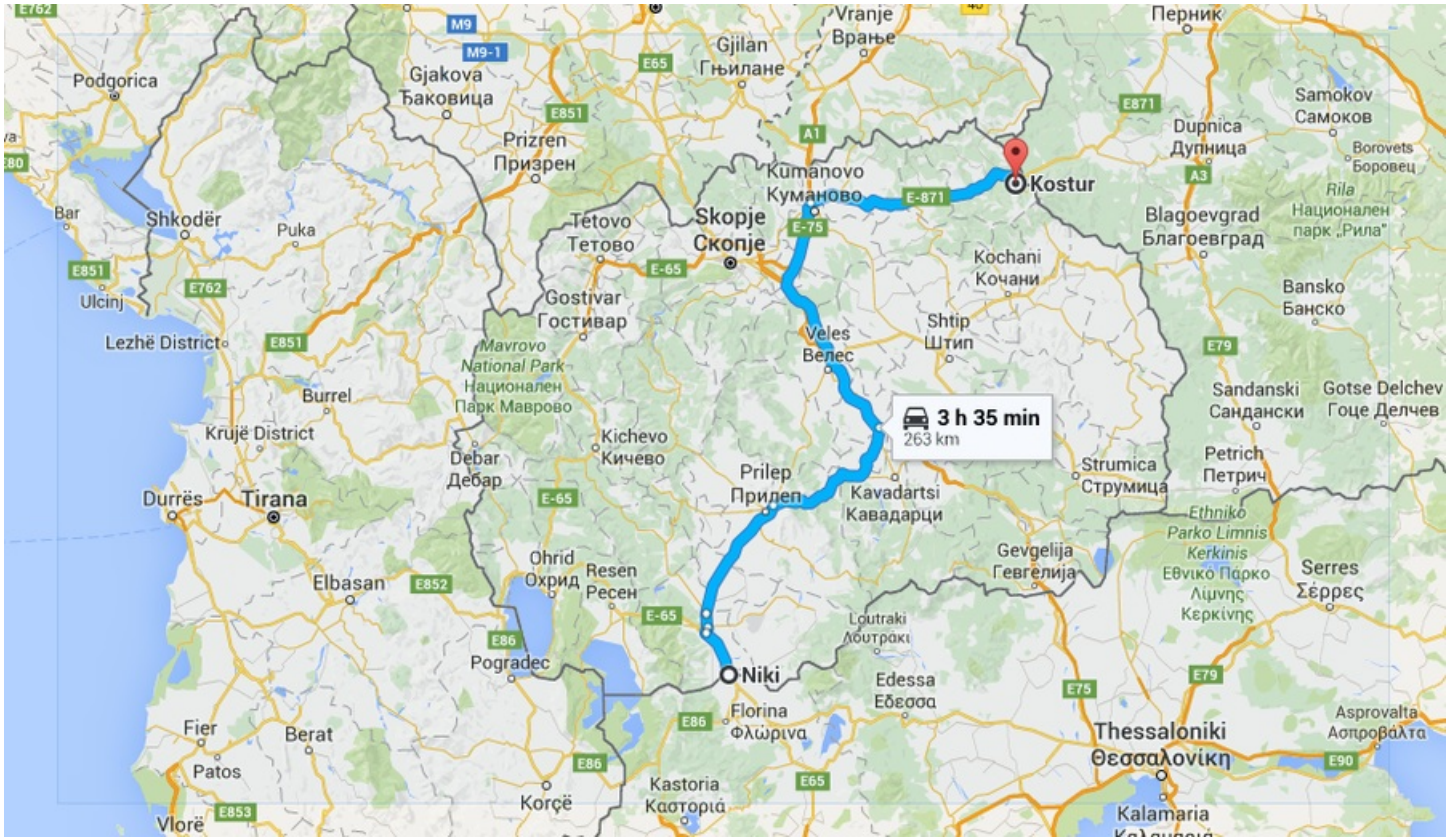 E762
Podgorica
va
E80
Bar
E851
Ulcinj
Shkodër
Puka
E762
Lezhë District
E851
Burrel
Krujë District
Durrës
Tirana
Elbasan
E852
E86
Pogradec
Fier
Berat
Patos
E853
Vlorë
Korçë
E86
M9
M9-1
Gjakova
Ђаковица
E65
Gjilan
Гњилане
Vranje
Врање
E851
Prizren
Призрен
A1
Kumanovo
Куманово
E-75
E-871
Kostur
Tetovo
Тетово
Skopje
Скопје
E-65
Gostivar
Гостивар
Mavrovo
National Park
Национален
Парк Маврово
Debar
Дебар
Kichevo
Кичево
E-65
Veles
Велес
Shtip
Штип
Kochani
Кочани
3 h 35 min
263 km
Prilep
Прилеп
Kavadartsi
Кавадарци
Strumica
Струмица
Ohrid
Охрид
Resen
Ресен
E-65
Niki
Gevgelija
Гевгелија
Loutraki
Λουτράκι
Florina
Φλώρινα
E86
Edessa
Έδεσσα
E65
Kastoria
Καστοριά
Перник
E871
Dupnica
Дупница
A3
Samokov
Самоков
Borovets
Боровец
Rila
Национален
парк „Рила"
Blagoevgrad
Благоевград
Bansko
Банско
E79
Sandanski
Сандански
Gotse Delchev
Гоце Делчев
Petrich
Петрич
Ethniko
Parko Limnis
Kerkinis
Εθνικο Πάρκο
Λίμνης
Κερκίνης
Serres
Σέρρες
E75
E79
Thessaloniki
Θεσσαλονίκη
Asprovalta
Ασπροβάλτα
E90
Kalamaria